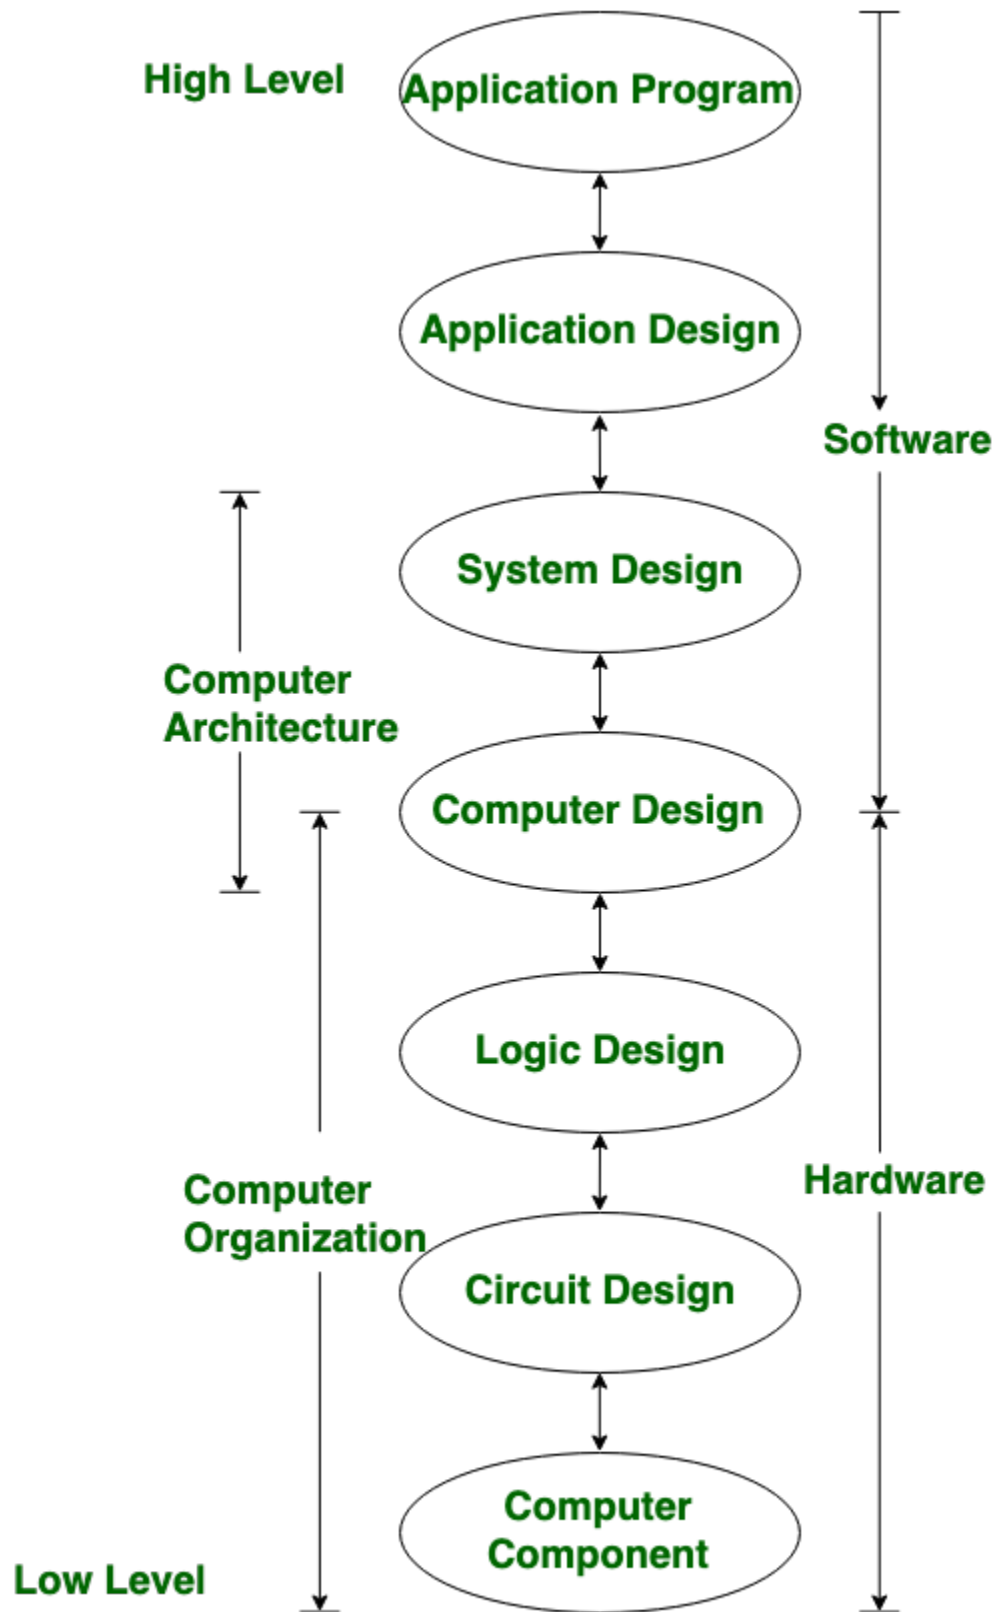 High Level
Application Program
Application Design
Software
System Design
Computer
Architecture
Computer Design
Logic Design
Hardware
Computer
Organization
Circuit Design
Computer
Component
Low Level